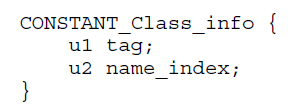 CONSTANT_Class_info {
    u1 tag;
    u2 name_index;
}